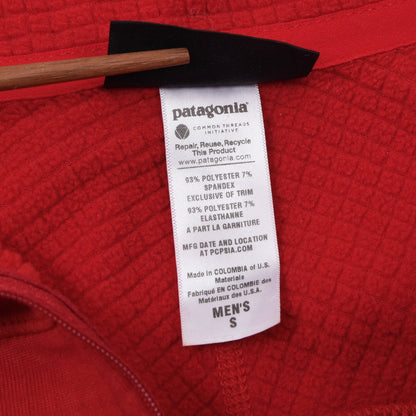 patagonia®
COMMON THREADS
INITIATIVE
Repair, Reuse, Recycle
This Product
www.patagonia.com
93% POLYESTER 7%
SPANDEX
EXCLUSIVE OF TRIM
93% POLYESTER 7%
ELASTHANNE
A PART LA GARNITURE
MFG DATE AND LOCATION
AT PCPSIA.COM
Made in COLOMBIA of U.S.
Materials
Fabriqué EN COLOMBIE des
Matériaux des U.S.
MEN'S
S